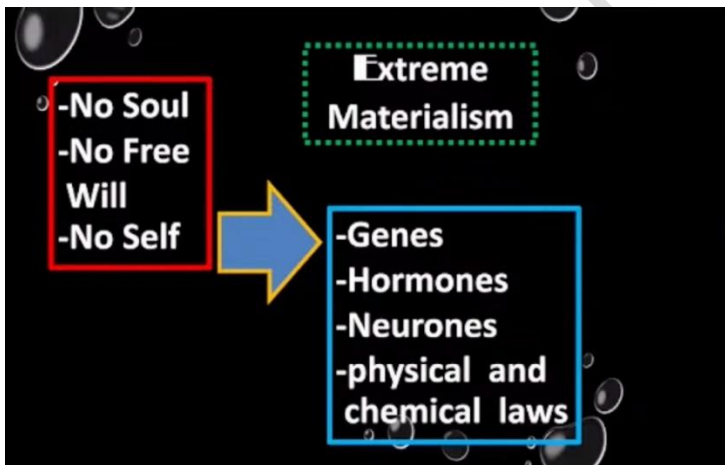 Extreme
Materialism
-No Soul
-No Free
Will
-No Self
-Genes
-Hormones
-Neurones
-physical and
chemical laws